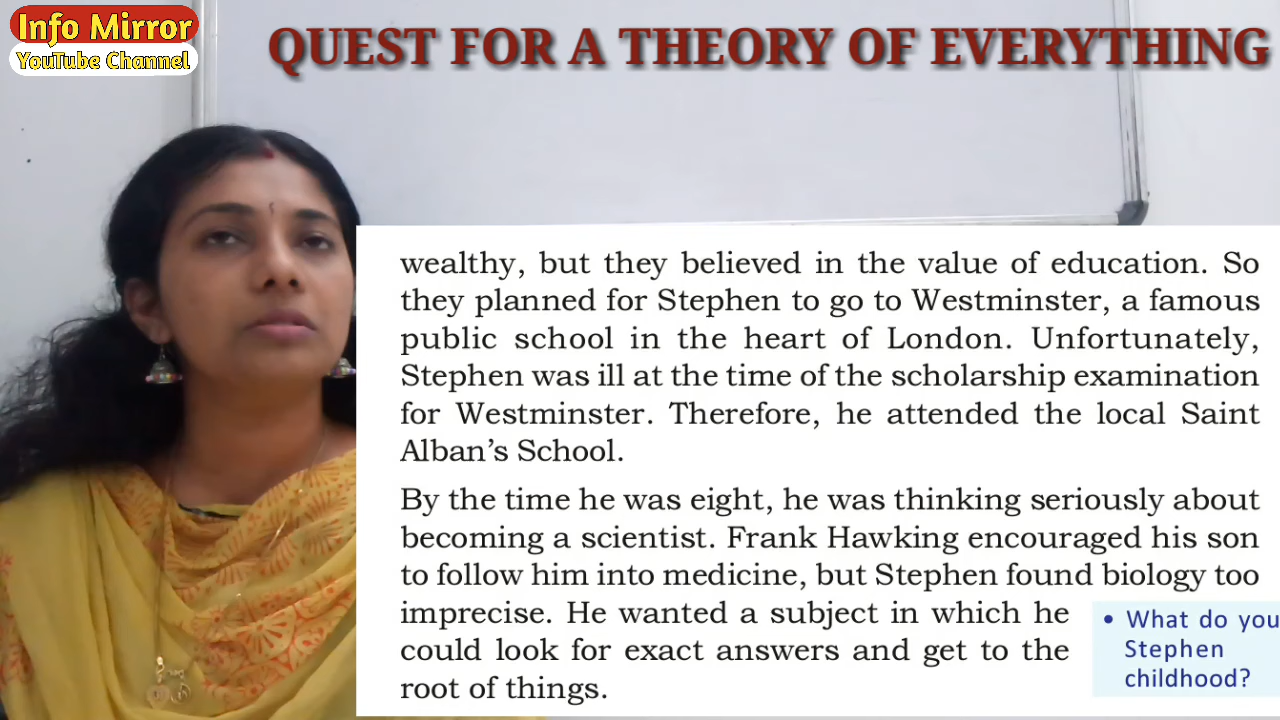 Info Mirror
YouTube Channel
QUEST FOR A THEORY OF EVERYTHING
wealthy, but they believed in the value of education. So
they planned for Stephen to go to Westminster, a famous
public school in the heart of London. Unfortunately,
Stephen was ill at the time of the scholarship examination
for Westminster. Therefore, he attended the local Saint
Alban’s School.
By the time he was eight, he was thinking seriously about
becoming a scientist. Frank Hawking encouraged his son
to follow him into medicine, but Stephen found biology too
imprecise. He wanted a subject in which he
could look for exact answers and get to the
root of things.
• What do you
Stephen
childhood?